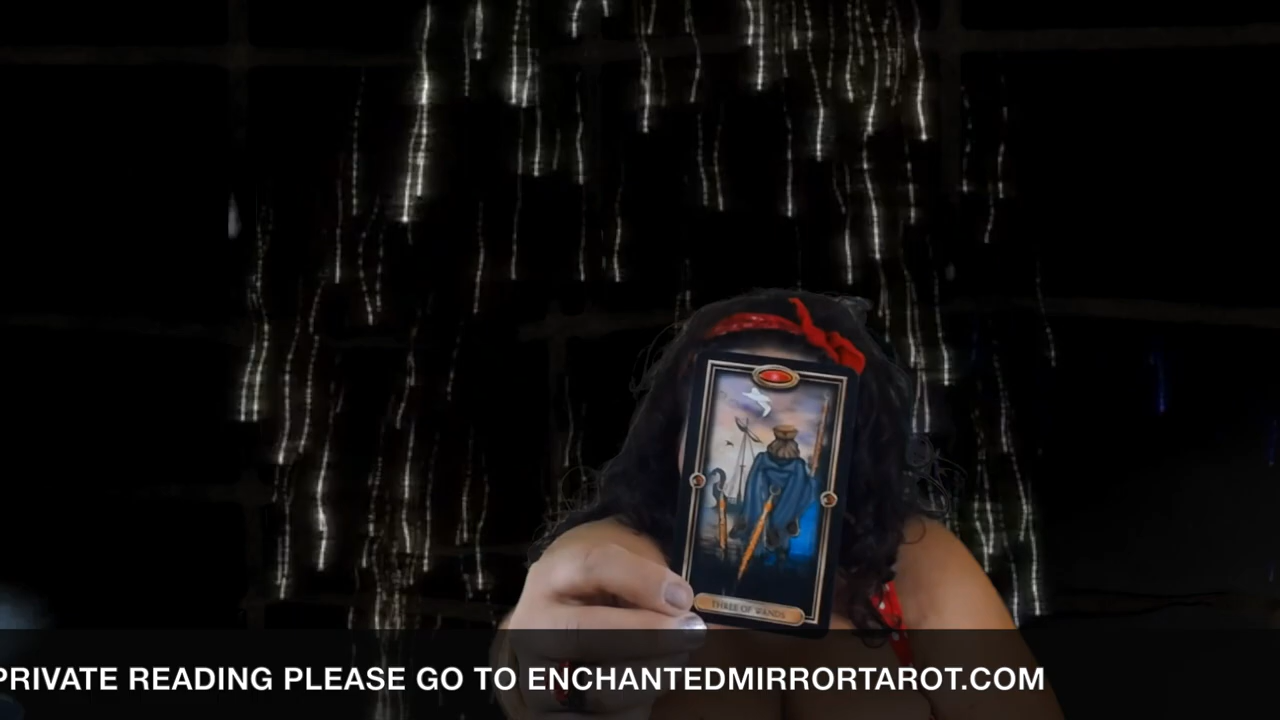 THREE OF WANDS
PRIVATE READING PLEASE GO TO ENCHANTEDMIRRORTAROT.COM